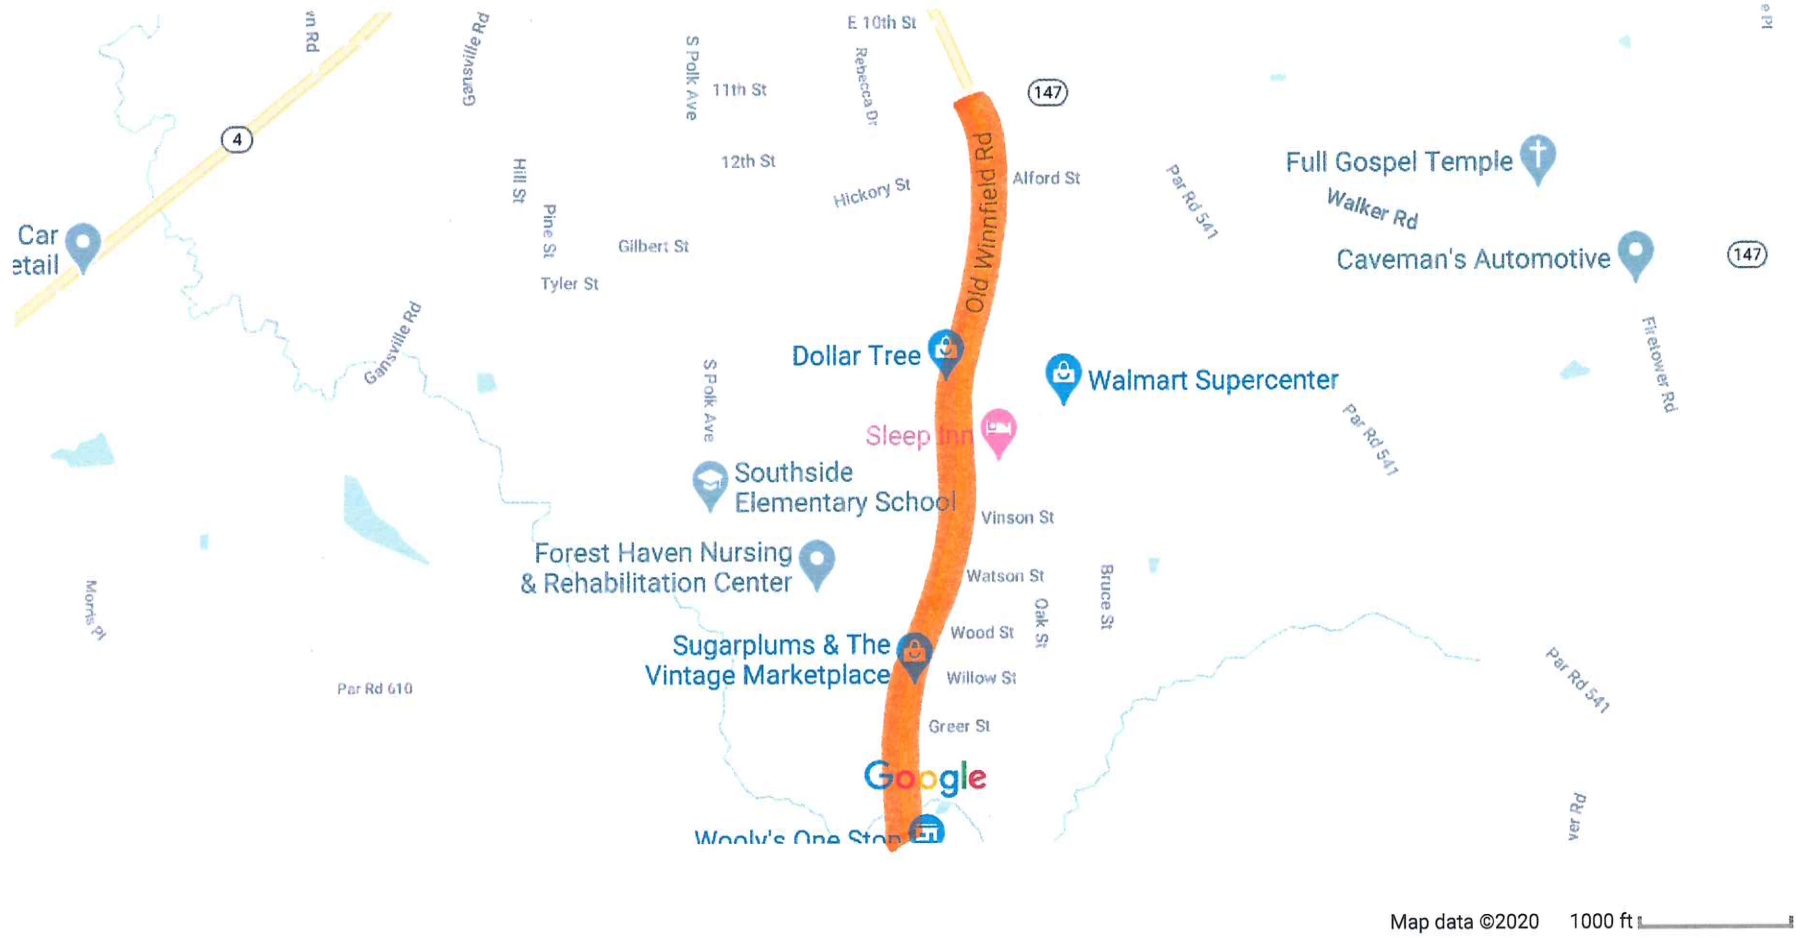 E 10th St
Gansville Rd
S Polk Ave
11th St
Rebecca Dr
147
4
12th St
Old Winnfield Rd
Hill St
Hickory St
Alford St
Par Rd 541
Full Gospel Temple
Walker Rd
Pine St
Gilbert St
Car
etail
Caveman's Automotive
147
Tyler St
Gansville Rd
Firetower Rd
Dollar Tree
Walmart Supercenter
S Polk Ave
Sleep Inn
Par Rd 541
Southside
Elementary School
Vinson St
Forest Haven Nursing
& Rehabilitation Center
Watson St
Bruce St
Oak St
Morris Pl
Wood St
Sugarplums & The
Vintage Marketplace
Willow St
Par Rd 610
Par Rd 541
Greer St
Google
ver Rd
Wooly's One Stop
Map data ©2020
1000 ft